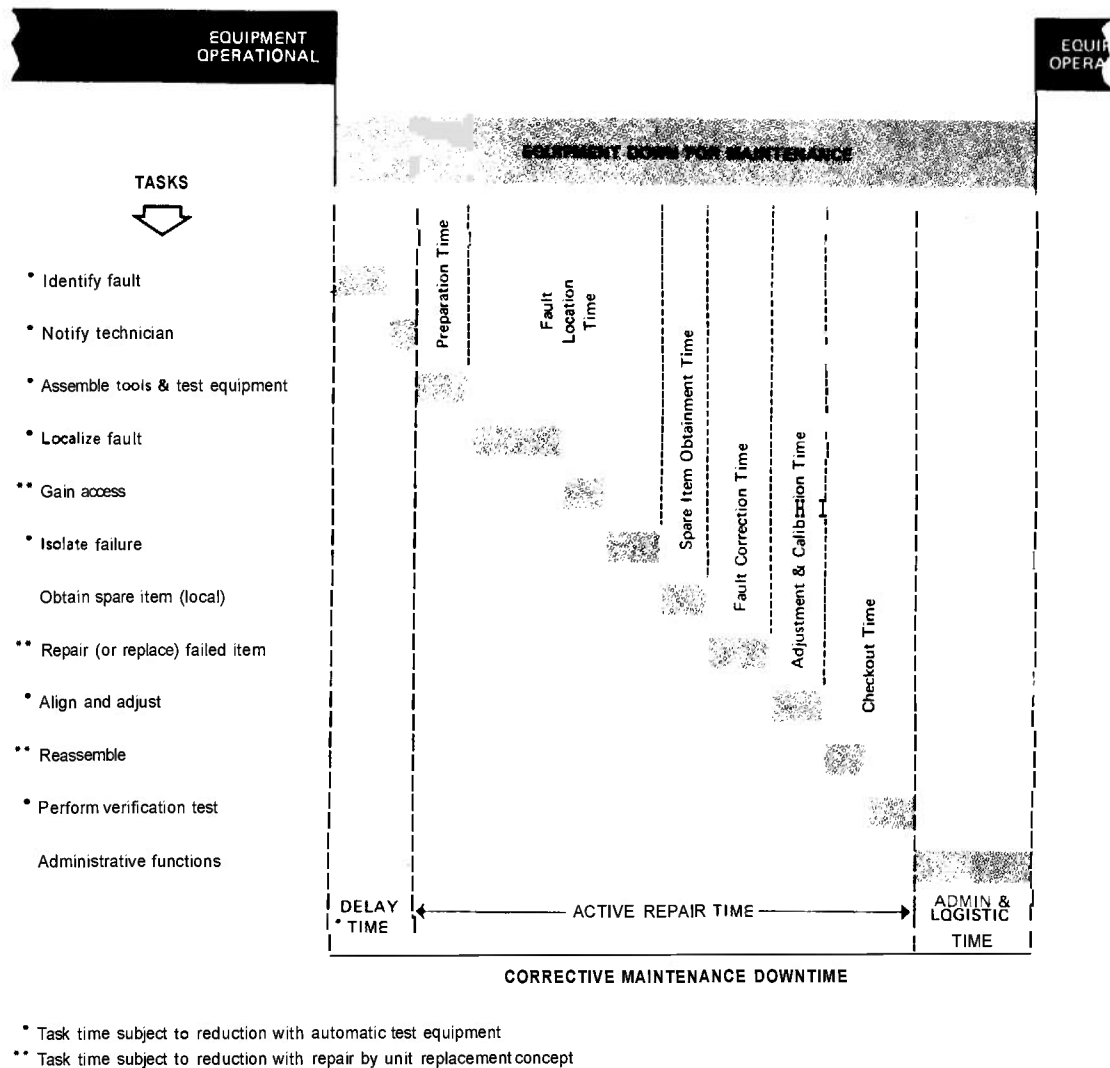 EQUIPMENT
OPERATIONAL
EQUIP
OPERA
EQUIPMENT DOWN FOR MAINTENANCE
TASKS
Preparation Time
Fault
Location
Time
Spare Item Obtainment Time
Fault Correction Time
Adjustment & Calibration Time
Checkout Time
* Identify fault
* Notify technician
* Assemble tools & test equipment
* Localize fault
** Gain access
* Isolate failure
Obtain spare item (local)
** Repair (or replace) failed item
* Align and adjust
** Reassemble
* Perform verification test
Administrative functions
DELAY
* TIME
ACTIVE REPAIR TIME
ADMIN &
LOGISTIC
TIME
CORRECTIVE MAINTENANCE DOWNTIME
* Task time subject to reduction with automatic test equipment
** Task time subject to reduction with repair by unit replacement concept